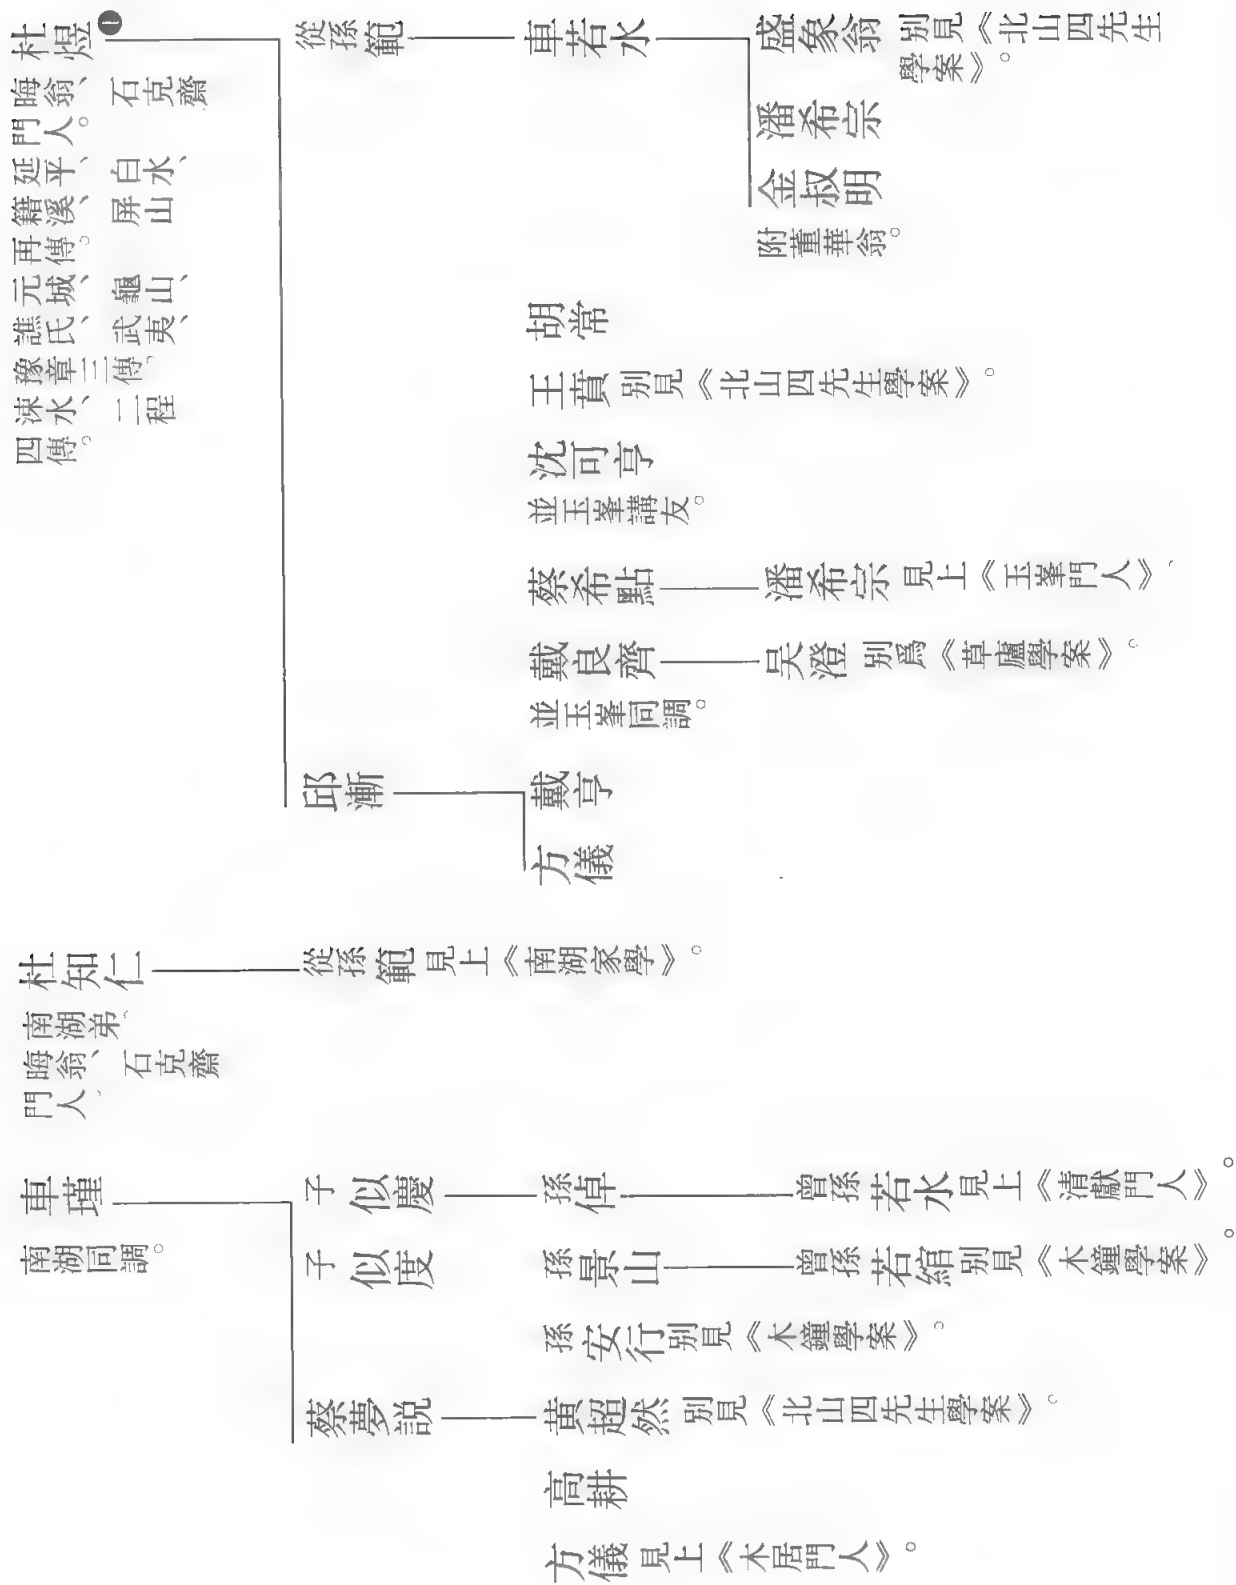 杜煜❶
晦翁、石克齋
門人。
延平、白水、
籍溪、屏山
再傳。
元城、龜山、
譙氏、武夷、
豫章三傳。
涑水、二程
四傳。
從孫範
車若水
盛象翁 別見《北山四先生
學案》。
潘希宗
金叔明
附董華翁。
胡常
王賁 別見《北山四先生學案》。
沈可亨
並玉峯講友。
蔡希點
潘希宗 見上《玉峯門人》。
戴良齊
吴澄 別爲《草廬學案》。
並玉峯同調。
邱漸
戴亨
方儀
杜知仁
南湖弟。
晦翁、石克齋
門人。
從孫範 見上《南湖家學》。
車瑾
南湖同調。
子似慶
孫倬
曾孫若水 見上《清獻門人》。
子似度
孫景山
曾孫若綰 別見《木鐘學案》。
孫安行 別見《木鐘學案》。
蔡夢説
黄超然 別見《北山四先生學案》。
高耕
方儀 見上《木居門人》。